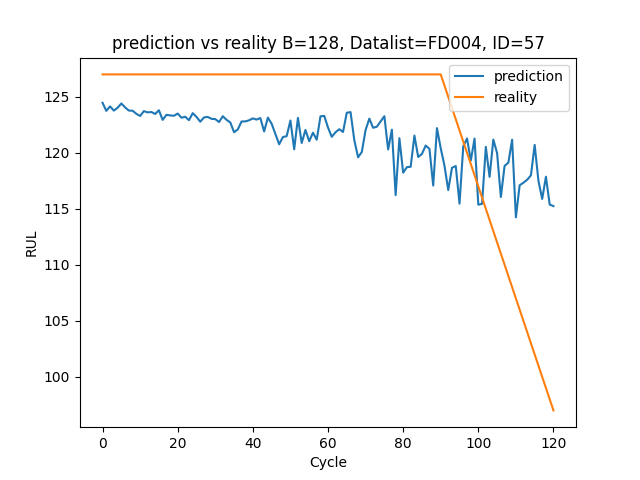 prediction vs reality B=128, Datalist=FD004, ID=57
prediction
reality
RUL
125
120
115
110
105
100
0 20 40 60 80 100 120
Cycle